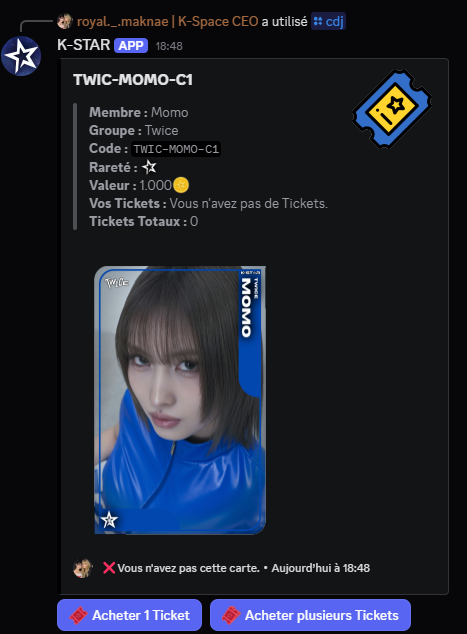 royal._.maknae | K-Space CEO a utilisé cdj
K-STAR APP 18:48
TWIC-MOMO-C1
Membre : Momo
Groupe : Twice
Code : TWIC-MOMO-C1
Rareté :
Valeur : 1.000
Vos Tickets : Vous n'avez pas de Tickets.
Tickets Totaux : 0
TWICE
TWICE
MOMO
Vous n'avez pas cette carte. • Aujourd'hui à 18:48
Acheter 1 Ticket
Acheter plusieurs Tickets